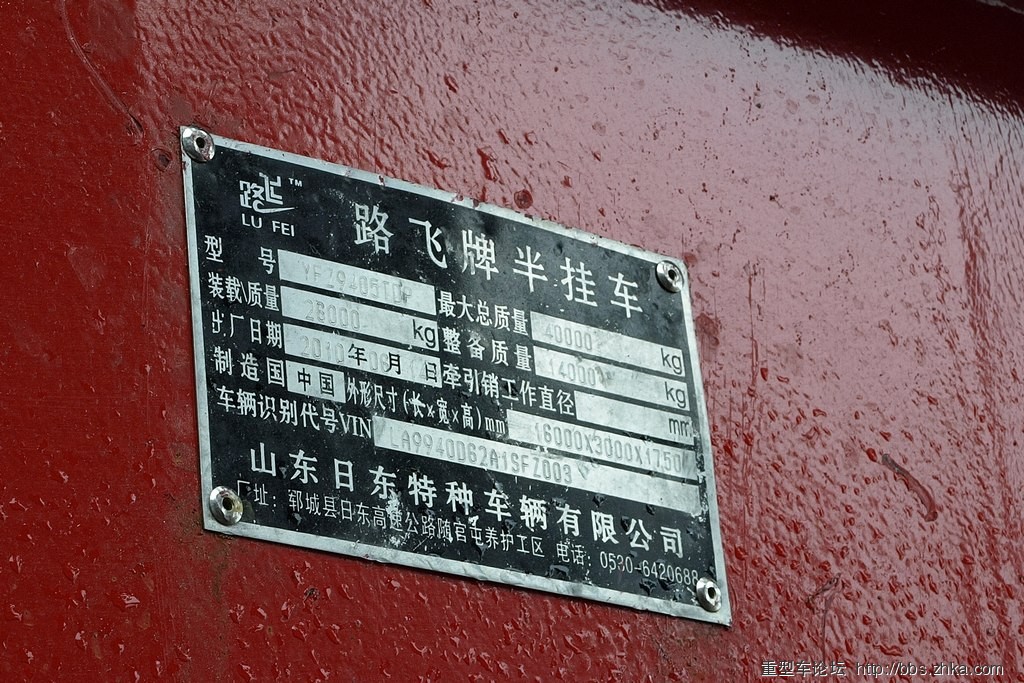 路飞™
LU FEI
路飞牌半挂车
型 号 YF29405TDP
装载质量 28000 kg 最大总质量 40000 kg
出厂日期 2010年 月 日 整备质量 14000 kg
制造国 中国 牵引销工作直径 mm
外形尺寸(长×宽×高)mm 16000X3000X1750
车辆识别代号VIN LA9940D62A1SFZ003
山东日东特种车辆有限公司
厂址: 郓城县日东高速公路随官屯养护工区 电话: 0530-6420688
重型车论坛 http://bbs.zhka.com